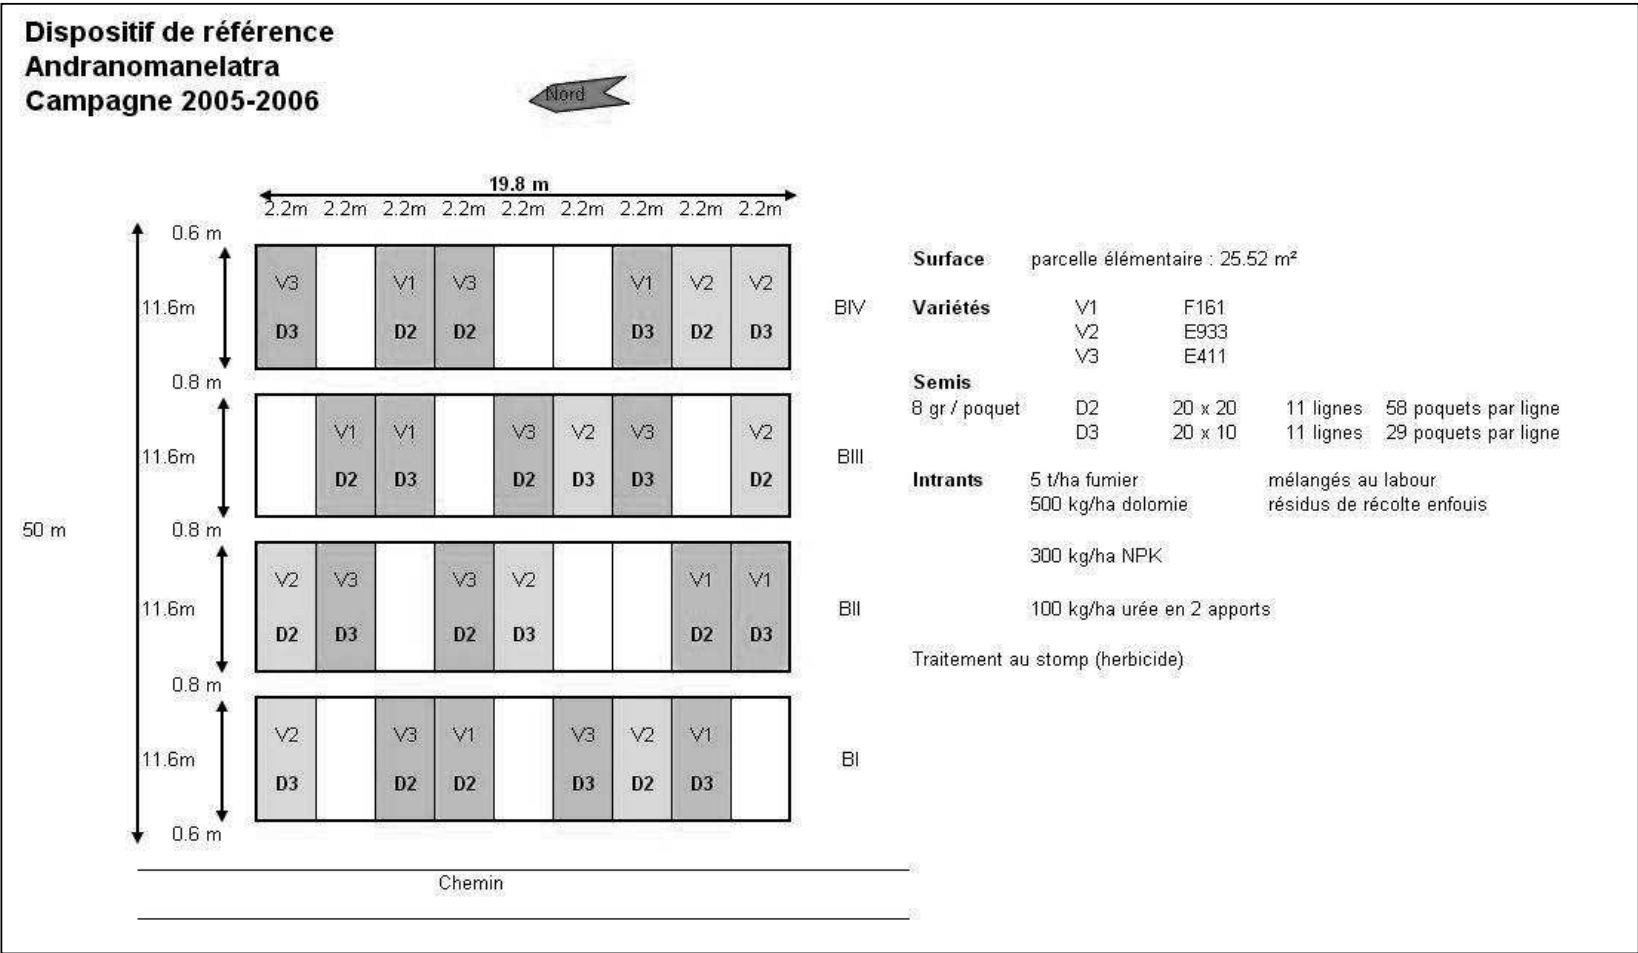 Dispositif de référence
Andranomanelatra
Campagne 2005-2006
Nord
19.8 m
2.2m 2.2m 2.2m 2.2m 2.2m 2.2m 2.2m 2.2m 2.2m
0.6 m
V3 V1 V3 V1 V2 V2
11.6m BIV
D3 D2 D2 D3 D2 D3
0.8 m
V1 V1 V3 V2 V3 V2
11.6m BIII
D2 D3 D2 D3 D3 D2
50 m
0.8 m
V2 V3 V3 V2 V1 V1
11.6m BII
D2 D3 D2 D3 D2 D3
0.8 m
V2 V3 V1 V3 V2 V1
11.6m BI
D3 D2 D2 D3 D2 D3
0.6 m
Chemin
Surface parcelle élémentaire : 25.52 m²
Variétés V1 F161
V2 E933
V3 E411
Semis
8 gr / poquet D2 20 x 20 11 lignes 58 poquets par ligne
D3 20 x 10 11 lignes 29 poquets par ligne
Intrants 5 t/ha fumier mélangés au labour
500 kg/ha dolomie résidus de récolte enfouis
300 kg/ha NPK
100 kg/ha urée en 2 apports
Traitement au stomp (herbicide)